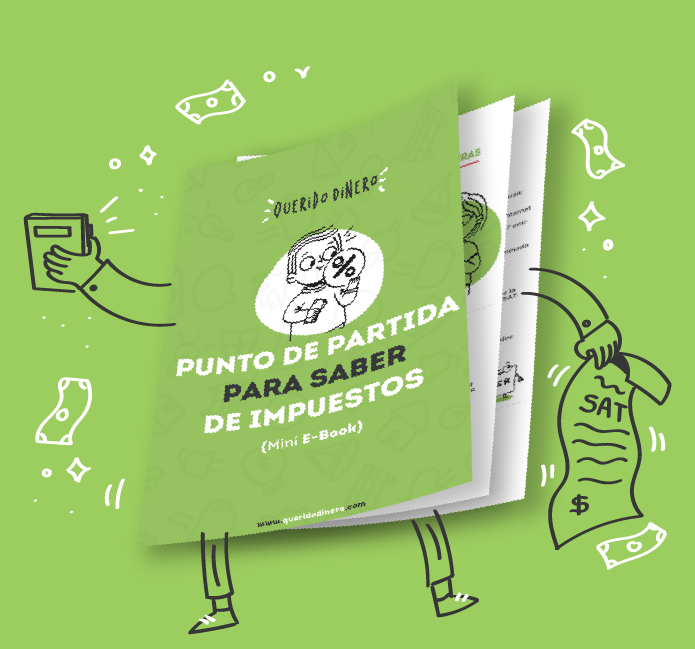 QUERIDO DINERO
%
PUNTO DE PARTIDA
PARA SABER
DE IMPUESTOS
(Mini E-Book)
www.queridodinero.com
SAT
$